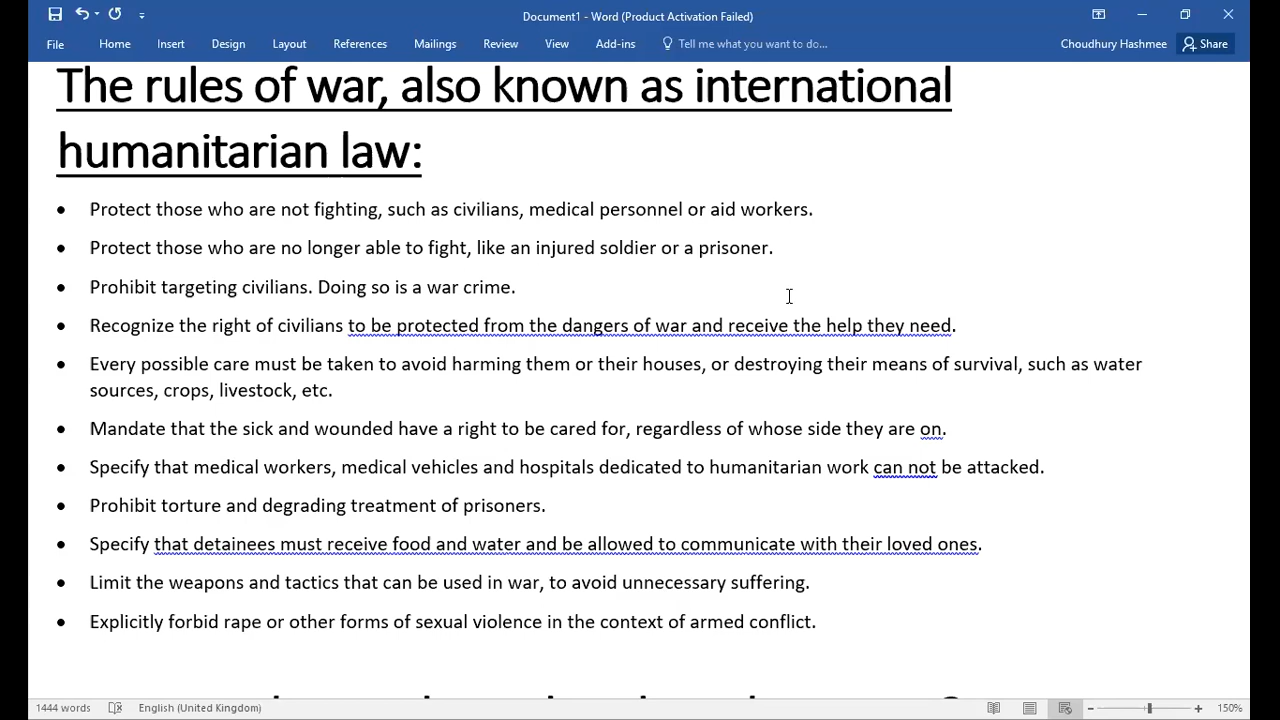 Document1 - Word (Product Activation Failed)
File Home Insert Design Layout References Mailings Review View Add-ins Tell me what you want to do... Choudhury Hashmee Share
The rules of war, also known as international
humanitarian law:
• Protect those who are not fighting, such as civilians, medical personnel or aid workers.
• Protect those who are no longer able to fight, like an injured soldier or a prisoner.
• Prohibit targeting civilians. Doing so is a war crime.
• Recognize the right of civilians to be protected from the dangers of war and receive the help they need.
• Every possible care must be taken to avoid harming them or their houses, or destroying their means of survival, such as water
sources, crops, livestock, etc.
• Mandate that the sick and wounded have a right to be cared for, regardless of whose side they are on.
• Specify that medical workers, medical vehicles and hospitals dedicated to humanitarian work can not be attacked.
• Prohibit torture and degrading treatment of prisoners.
• Specify that detainees must receive food and water and be allowed to communicate with their loved ones.
• Limit the weapons and tactics that can be used in war, to avoid unnecessary suffering.
• Explicitly forbid rape or other forms of sexual violence in the context of armed conflict.
1444 words English (United Kingdom) 150%